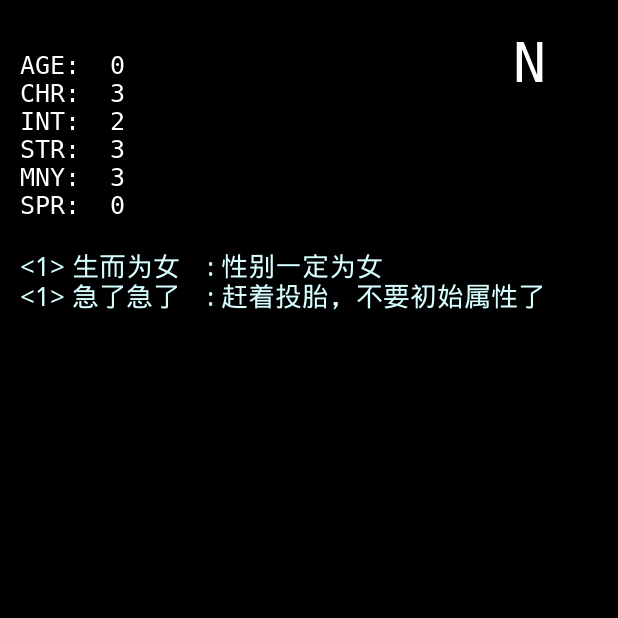 N
AGE: 0
CHR: 3
INT: 2
STR: 3
MNY: 3
SPR: 0
<1> 生而为女 : 性别一定为女
<1> 急了急了 : 赶着投胎，不要初始属性了